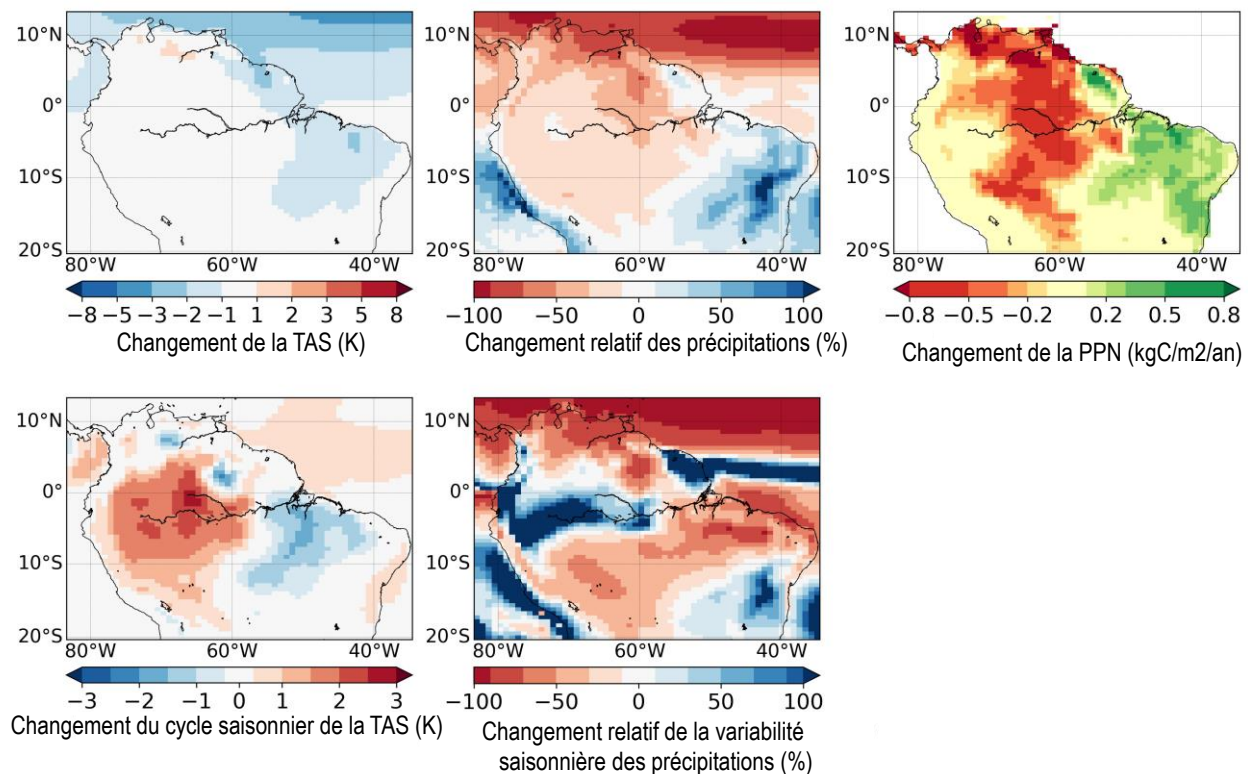 10°N
0°
10°S
20°S
80°W 60°W 40°W
−8 −5 −3 −2 −1 1 2 3 5 8
Changement de la TAS (K)
10°N
0°
10°S
20°S
80°W 60°W 40°W
−100 −50 0 50 100
Changement relatif des précipitations (%)
10°N
0°
10°S
20°S
80°W 60°W 40°W
−0.8 −0.5 −0.2 0.2 0.5 0.8
Changement de la PPN (kgC/m2/an)
10°N
0°
10°S
20°S
80°W 60°W 40°W
−3 −2 −1 0 1 2 3
Changement du cycle saisonnier de la TAS (K)
10°N
0°
10°S
20°S
80°W 60°W 40°W
−100 −50 0 50 100
Changement relatif de la variabilité
saisonnière des précipitations (%)